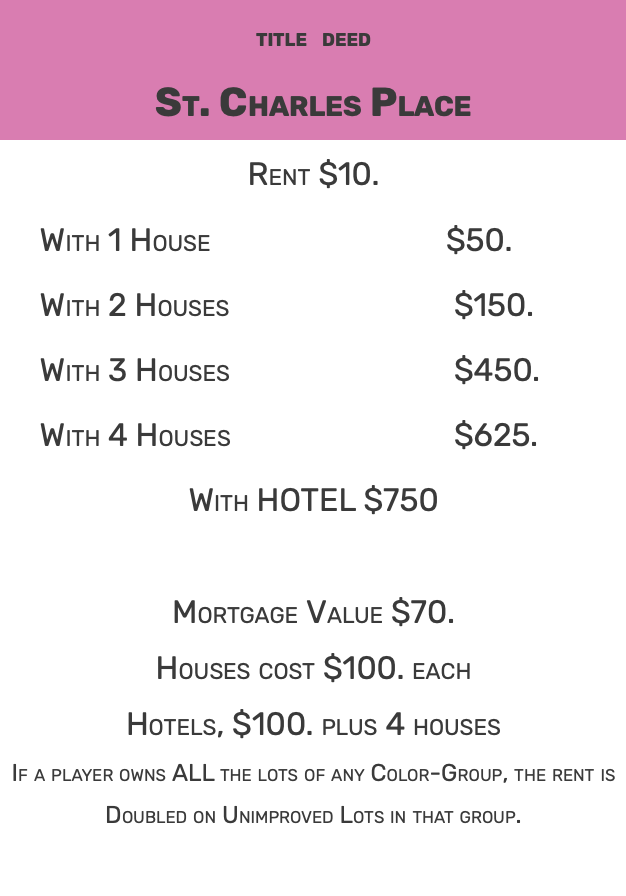 TITLE DEED
St. Charles Place
Rent $10.
With 1 House $50.
With 2 Houses $150.
With 3 Houses $450.
With 4 Houses $625.
With HOTEL $750
Mortgage Value $70.
Houses cost $100. each
Hotels, $100. plus 4 houses
If a player owns ALL the lots of any Color-Group, the rent is
Doubled on Unimproved Lots in that group.